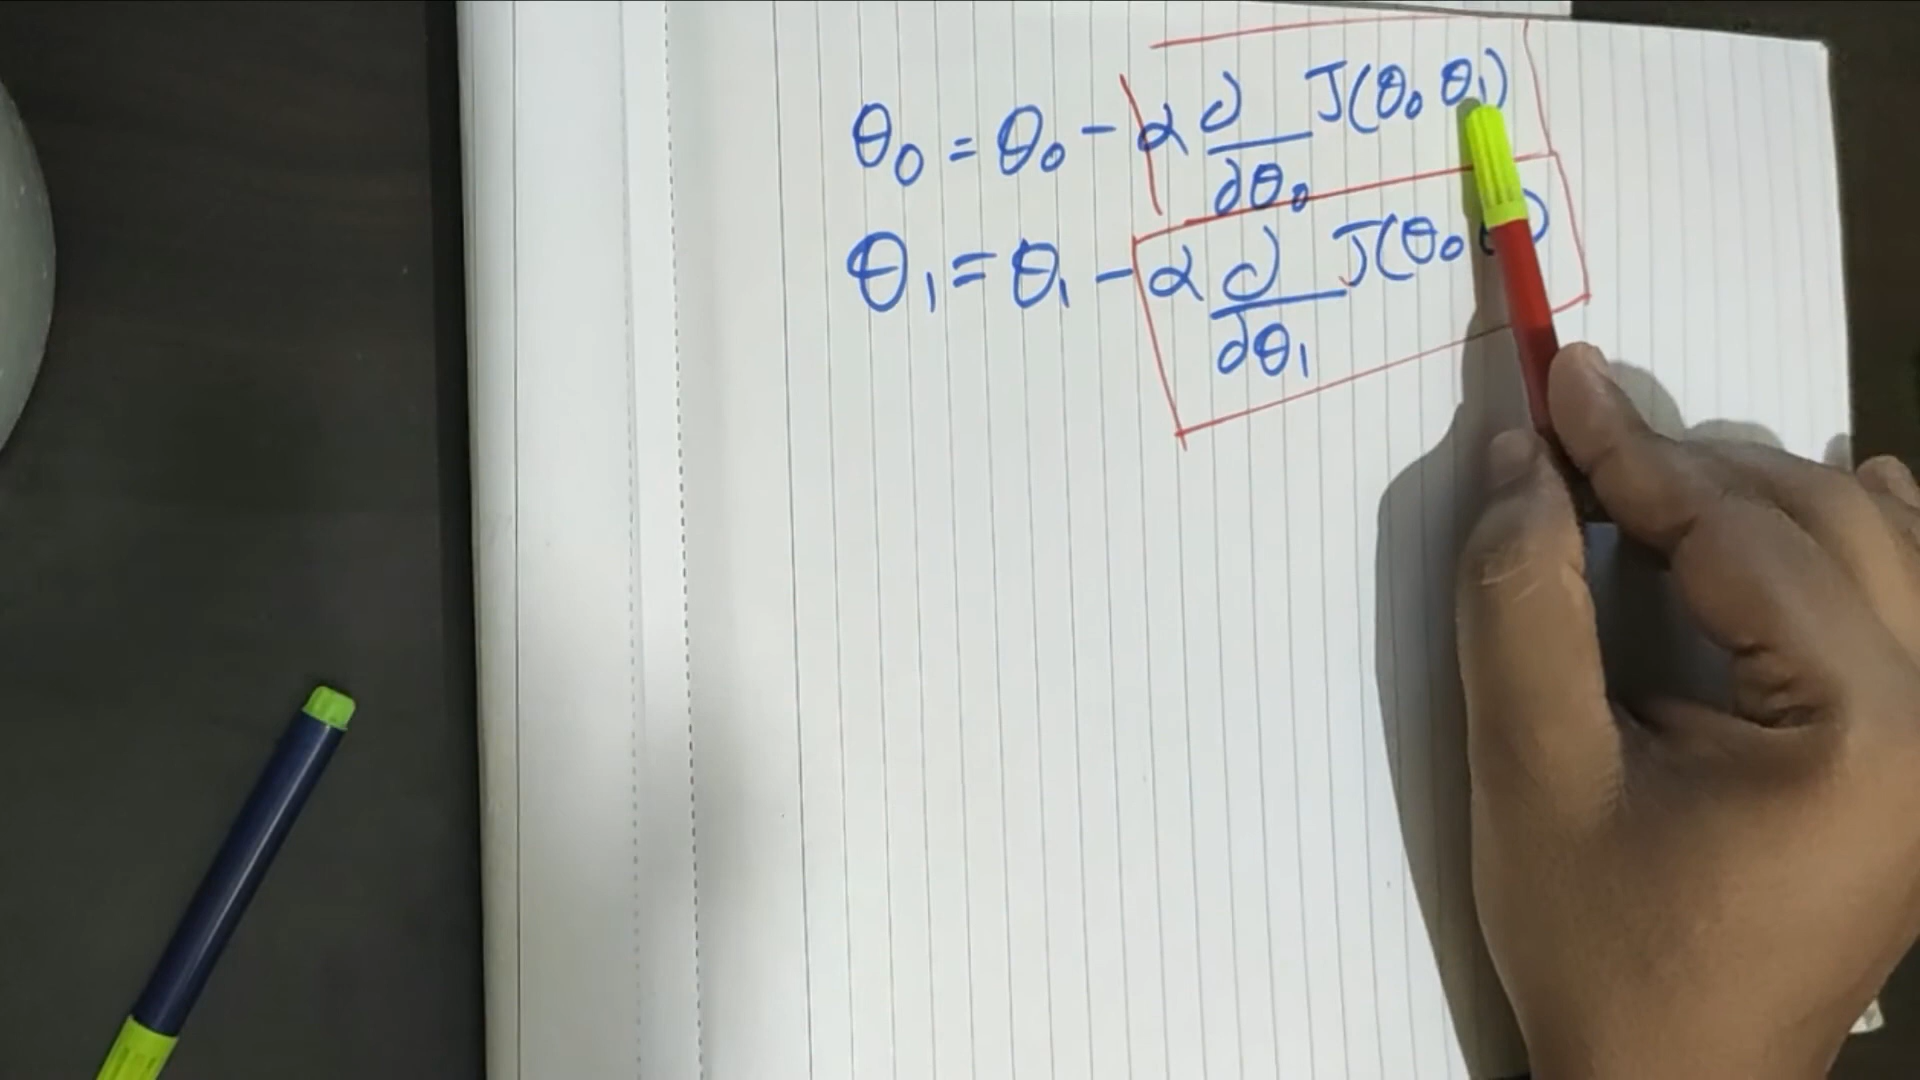 θ₀ = θ₀ - α ∂/∂θ₀ J(θ₀ θ₁)
θ₁ = θ₁ - α ∂/∂θ₁ J(θ₀ )